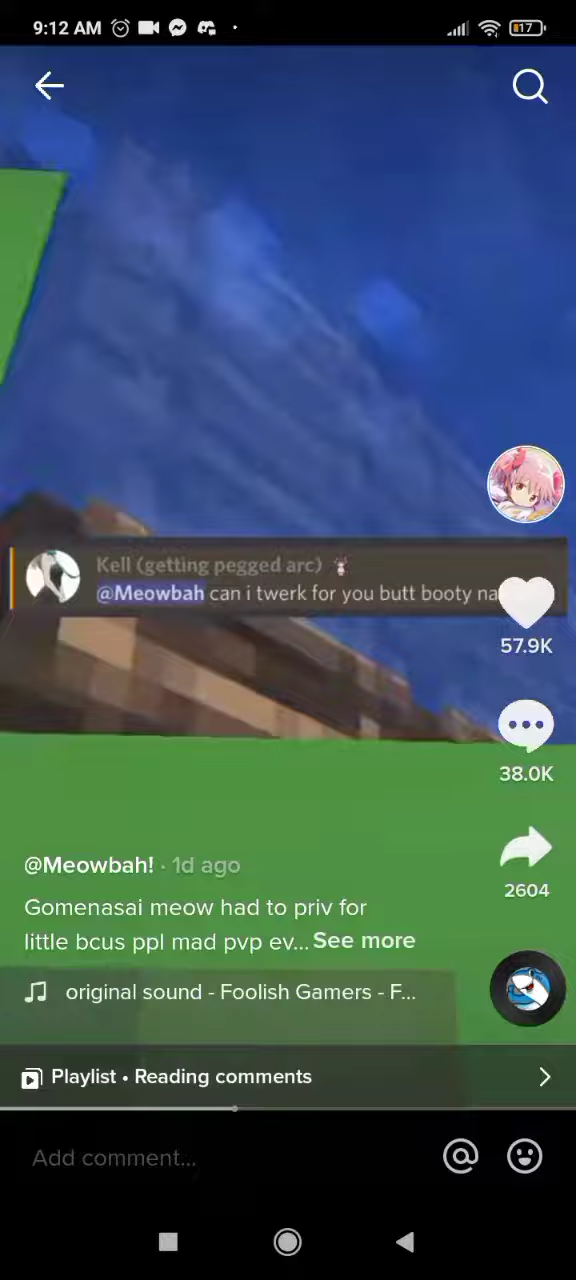 9:12 AM
17
Kell (getting pegged arc)
@Meowbah can i twerk for you butt booty na
57.9K
38.0K
2604
@Meowbah! · 1d ago
Gomenasai meow had to priv for
little bcus ppl mad pvp ev... See more
original sound - Foolish Gamers - F...
Playlist • Reading comments
Add comment...